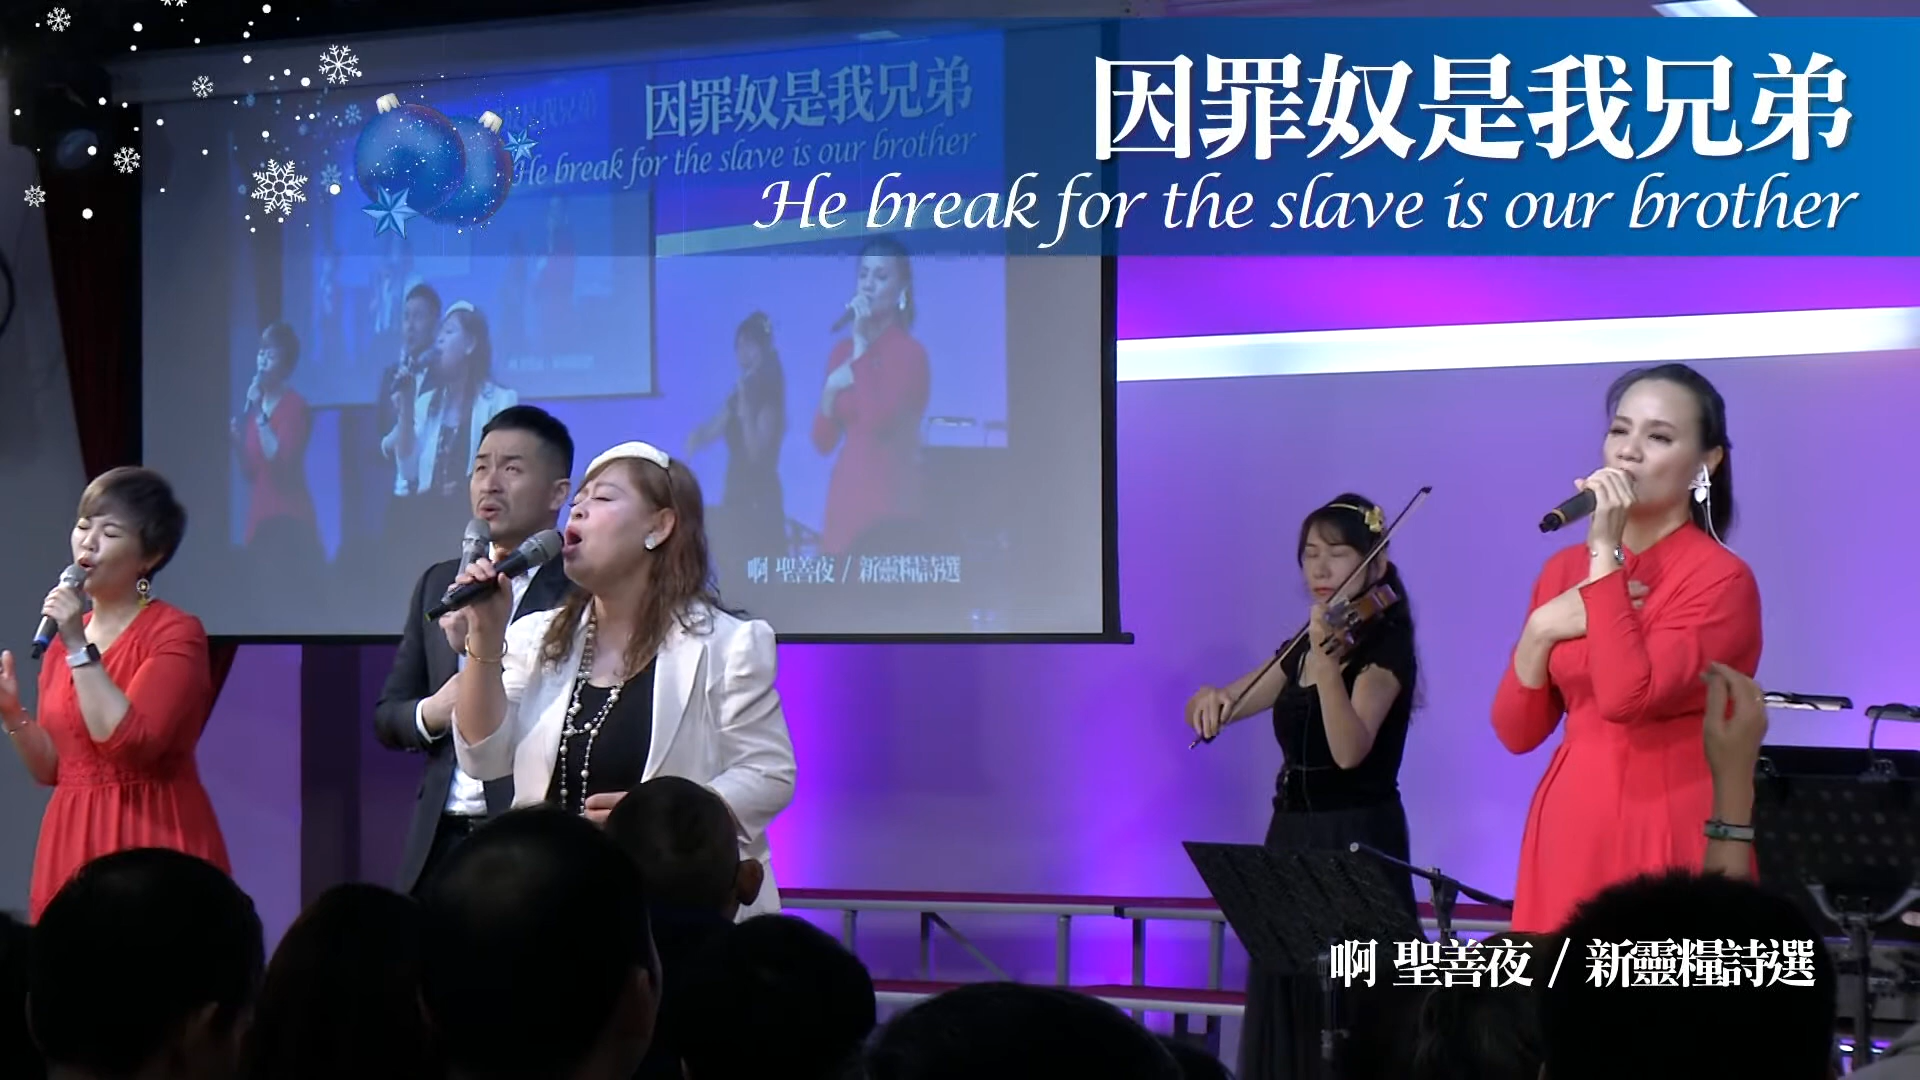 因罪奴是我兄弟
He break for the slave is our brother
因罪奴是我兄弟
He break for the slave is our brother
啊 聖善夜 / 新靈糧詩選
啊 聖善夜 / 新靈糧詩選